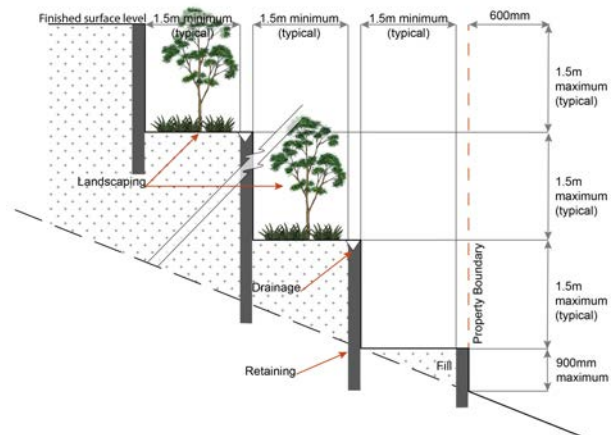 Finished surface level
1.5m minimum
(typical)
1.5m minimum
(typical)
1.5m minimum
(typical)
600mm
1.5m
maximum
(typical)
Landscaping
1.5m
maximum
(typical)
Drainage
Property Boundary
1.5m
maximum
(typical)
Retaining
Fill
900mm
maximum